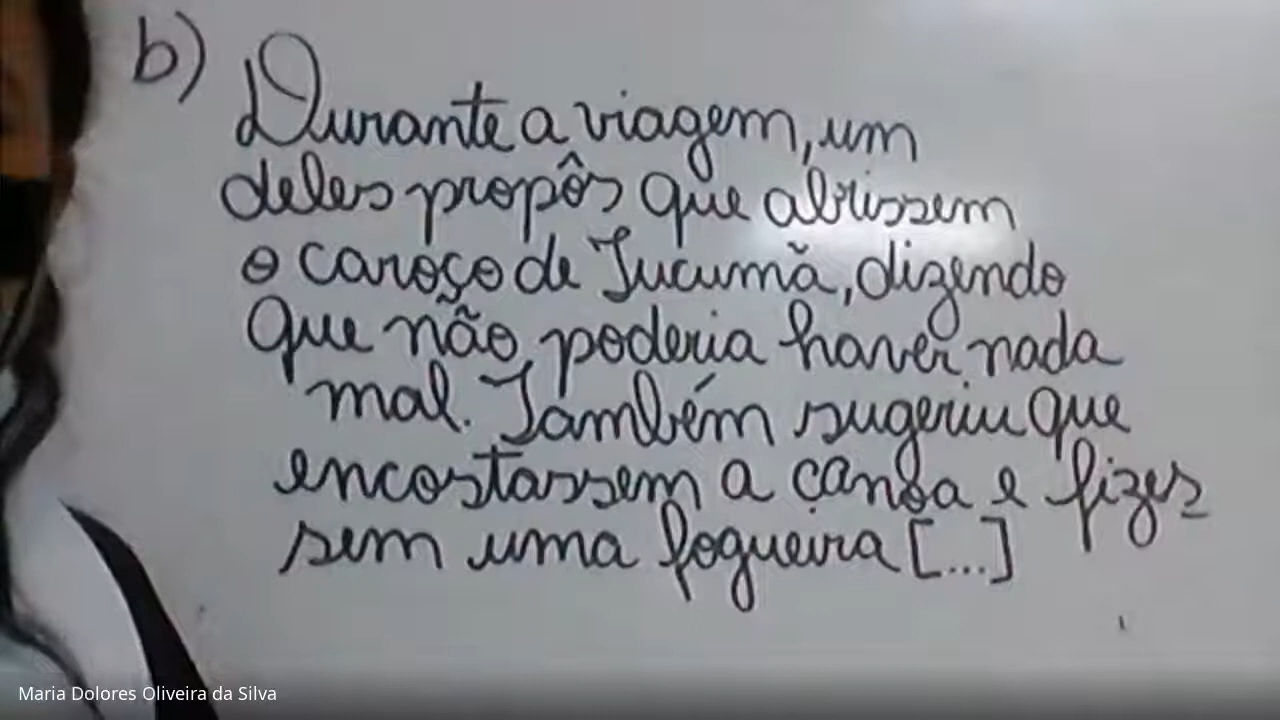 b) Durante a viagem, um
deles propôs que abrissem
o caroço de Tucumã, dizendo
que não poderia haver nada
mal. Também sugeriu que
encostassem a canoa e fizes
sem uma fogueira [...]
Maria Dolores Oliveira da Silva